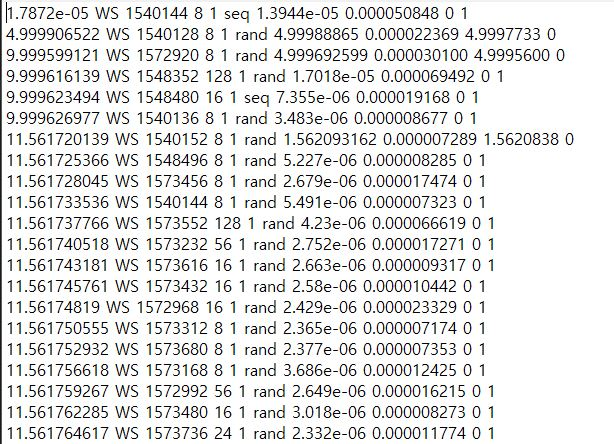 1.7872e-05 WS 1540144 8 1 seq 1.3944e-05 0.000050848 0 1
4.999906522 WS 1540128 8 1 rand 4.99988865 0.000022369 4.9997733 0
9.999599121 WS 1572920 8 1 rand 4.999692599 0.000030100 4.9995600 0
9.999616139 WS 1548352 128 1 rand 1.7018e-05 0.000069492 0 1
9.999623494 WS 1548480 16 1 seq 7.355e-06 0.000019168 0 1
9.999626977 WS 1540136 8 1 rand 3.483e-06 0.000008677 0 1
11.561720139 WS 1540152 8 1 rand 1.562093162 0.000007289 1.5620838 0
11.561725366 WS 1548496 8 1 rand 5.227e-06 0.000008285 0 1
11.561728045 WS 1573456 8 1 rand 2.679e-06 0.000017474 0 1
11.561733536 WS 1540144 8 1 rand 5.491e-06 0.000007323 0 1
11.561737766 WS 1573552 128 1 rand 4.23e-06 0.000066619 0 1
11.561740518 WS 1573232 56 1 rand 2.752e-06 0.000017271 0 1
11.561743181 WS 1573616 16 1 rand 2.663e-06 0.000009317 0 1
11.561745761 WS 1573432 16 1 rand 2.58e-06 0.000010442 0 1
11.56174819 WS 1572968 16 1 rand 2.429e-06 0.000023329 0 1
11.561750555 WS 1573312 8 1 rand 2.365e-06 0.000007174 0 1
11.561752932 WS 1573680 8 1 rand 2.377e-06 0.000007353 0 1
11.561756618 WS 1573168 8 1 rand 3.686e-06 0.000012425 0 1
11.561759267 WS 1572992 56 1 rand 2.649e-06 0.000016215 0 1
11.561762285 WS 1573480 16 1 rand 3.018e-06 0.000008273 0 1
11.561764617 WS 1573736 24 1 rand 2.332e-06 0.000011774 0 1